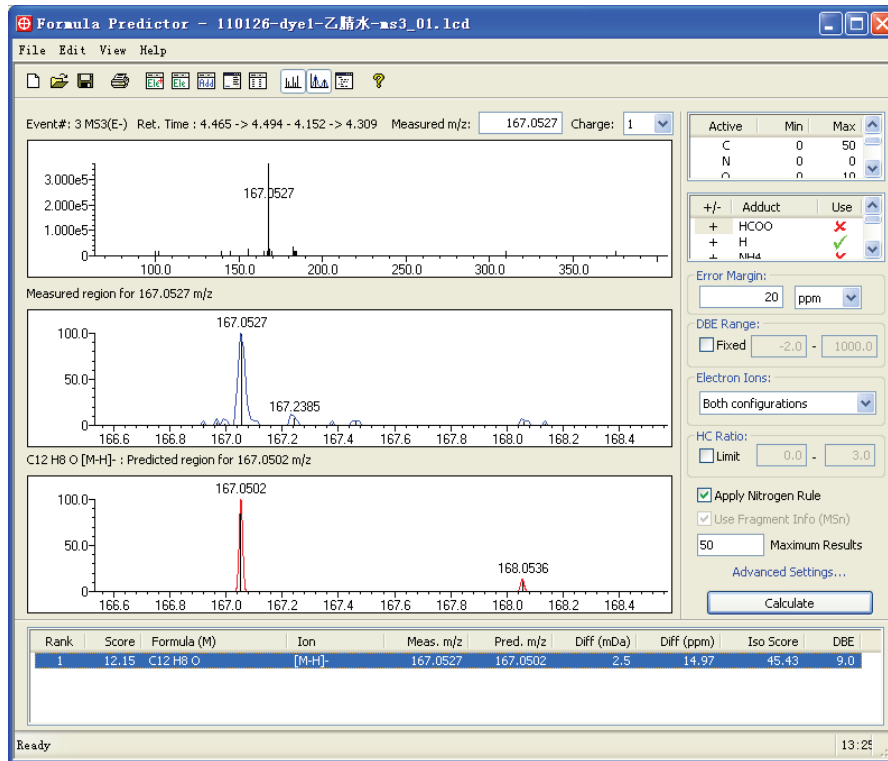 Formula Predictor - 110126-dye1-乙腈水-ms3_01.lcd
File Edit View Help
Event#: 3 MS3(E-) Ret. Time : 4.465 -> 4.494 - 4.152 -> 4.309 Measured m/z: 167.0527 Charge: 1
3.000e5
2.000e5
1.000e5
0
167.0527
100.0 150.0 200.0 250.0 300.0 350.0
Measured region for 167.0527 m/z
167.0527
100.0
50.0
0
167.2385
166.6 166.8 167.0 167.2 167.4 167.6 167.8 168.0 168.2 168.4
C12 H8 O [M-H]- : Predicted region for 167.0502 m/z
167.0502
100.0
50.0
0
168.0536
166.6 166.8 167.0 167.2 167.4 167.6 167.8 168.0 168.2 168.4
Active Min Max
C 0 50
N 0 0
O 0 10
+/- Adduct Use
+ HCOO
+ H
+ NH4
Error Margin:
20 ppm
DBE Range:
Fixed -2.0 - 1000.0
Electron Ions:
Both configurations
HC Ratio:
Limit 0.0 - 3.0
Apply Nitrogen Rule
Use Fragment Info (MSn)
50 Maximum Results
Advanced Settings...
Calculate
Rank Score Formula (M) Ion Meas. m/z Pred. m/z Diff (mDa) Diff (ppm) Iso Score DBE
1 12.15 C12 H8 O [M-H]- 167.0527 167.0502 2.5 14.97 45.43 9.0
Ready 13:25